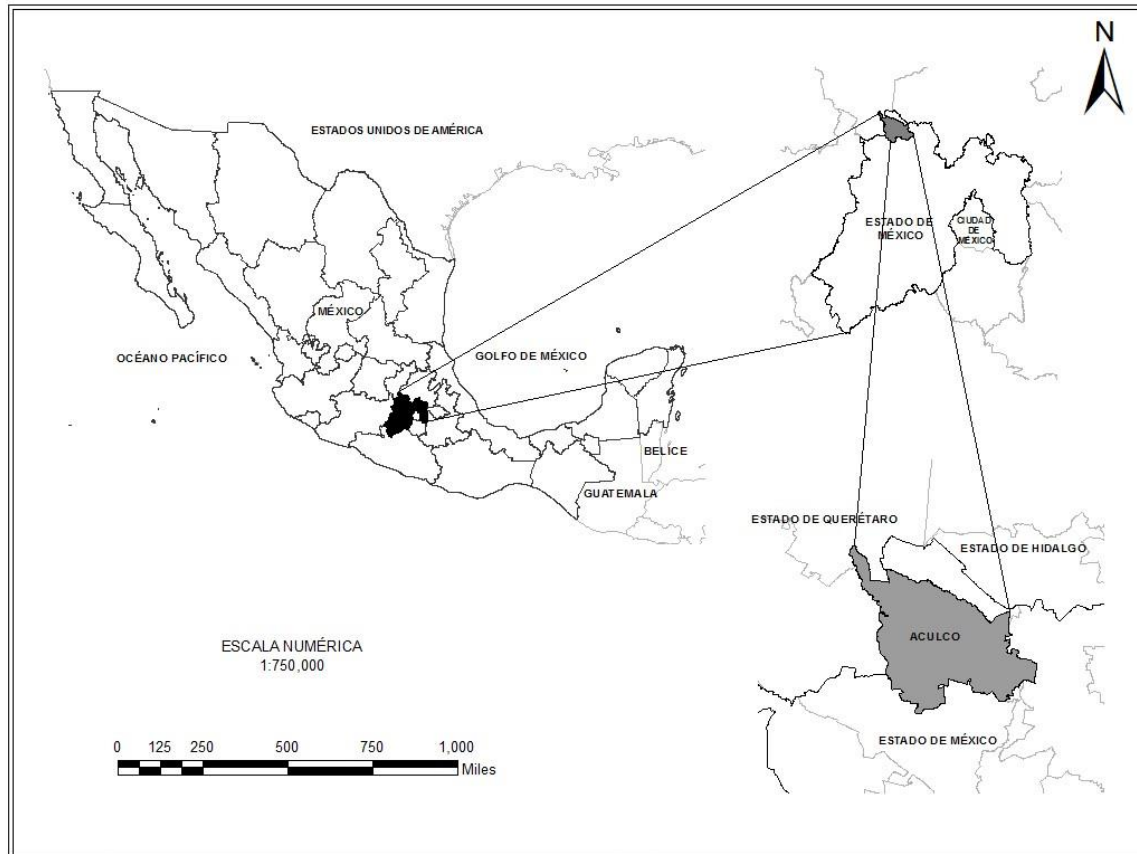 N
ESTADOS UNIDOS DE AMÉRICA
ESTADO DE
MÉXICO
CIUDAD
DE
MÉXICO
MÉXICO
OCÉANO PACÍFICO
GOLFO DE MÉXICO
BELICE
GUATEMALA
ESTADO DE QUERÉTARO
ESTADO DE HIDALGO
ACULCO
ESTADO DE MÉXICO
ESCALA NUMÉRICA
1:750,000
0 125 250 500 750 1,000
Miles